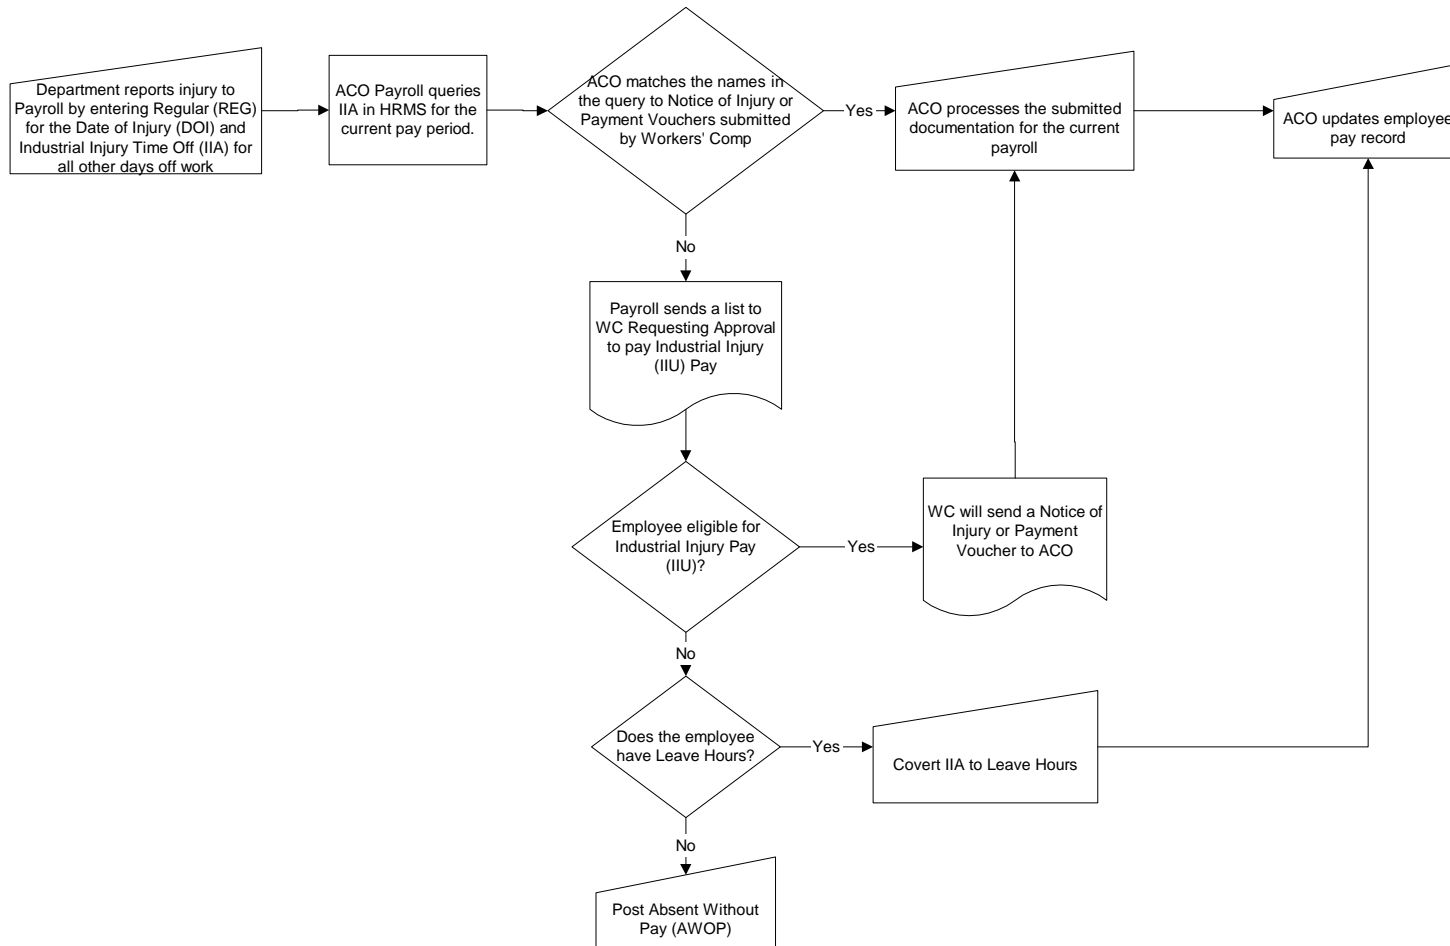 Department reports injury to
Payroll by entering Regular (REG)
for the Date of Injury (DOI) and
Industrial Injury Time Off (IIA) for
all other days off work
ACO Payroll queries
IIA in HRMS for the
current pay period.
ACO matches the names in
the query to Notice of Injury or
Payment Vouchers submitted
by Workers' Comp
Yes
ACO processes the submitted
documentation for the current
payroll
ACO updates employee
pay record
No
Payroll sends a list to
WC Requesting Approval
to pay Industrial Injury
(IIU) Pay
Employee eligible for
Industrial Injury Pay
(IIU)?
Yes
WC will send a Notice of
Injury or Payment
Voucher to ACO
No
Does the employee
have Leave Hours?
Yes
Covert IIA to Leave Hours
No
Post Absent Without
Pay (AWOP)